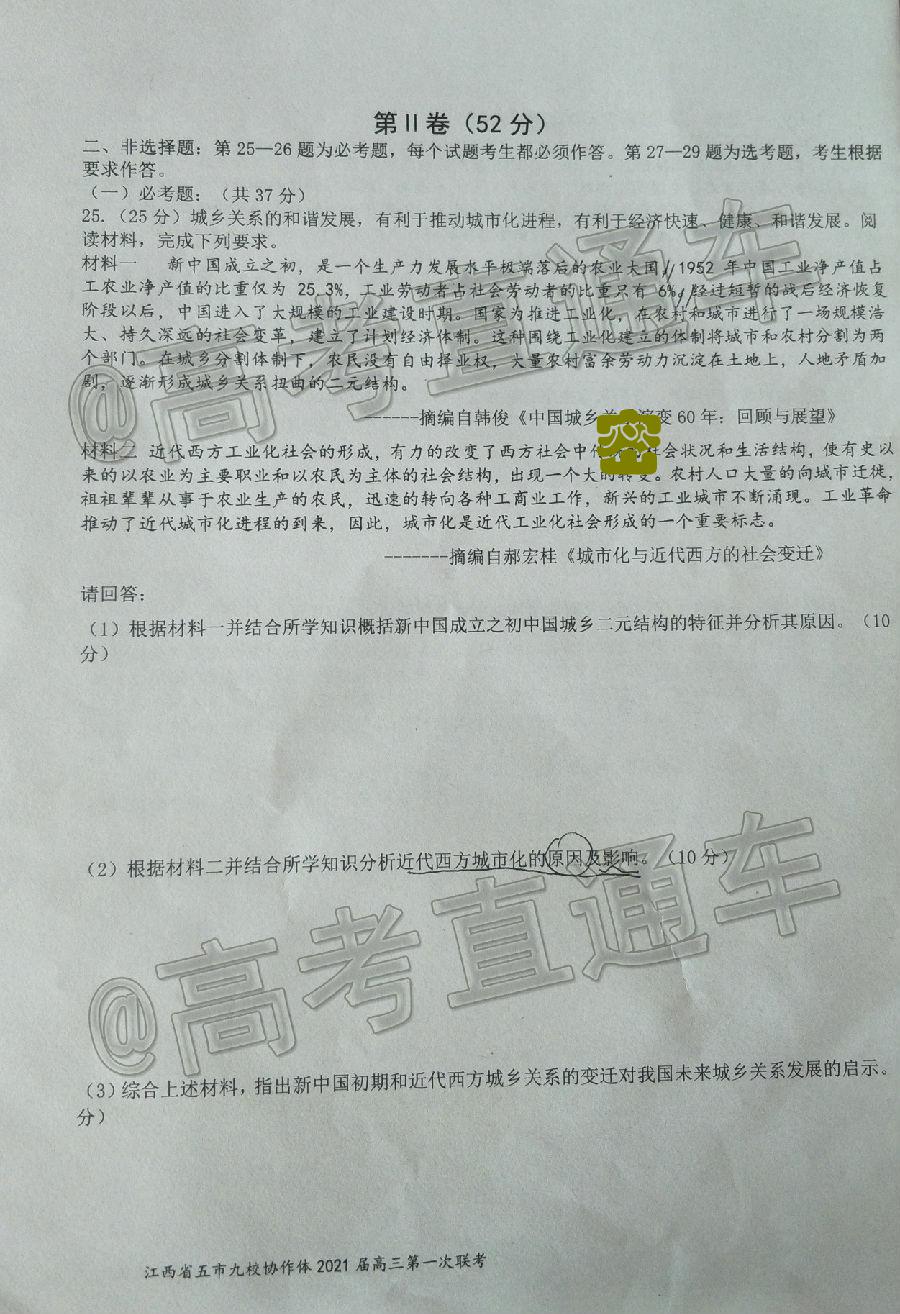 第II卷（52 分）
二、非选择题：第 25—26 题为必考题，每个试题考生都必须作答。第 27—29 题为选考题，考生根据
要求作答。
（一）必考题：（共 37 分）
25.（25 分）城乡关系的和谐发展，有利于推动城市化进程，有利于经济快速、健康、和谐发展。阅
读材料，完成下列要求。
材料一 新中国成立之初，是一个生产力发展水平极端落后的农业大国，1952 年中国工业净产值占
工农业净产值的比重仅为 25.3%，工业劳动者占社会劳动者的比重只有 6%，经过短暂的战后经济恢复
阶段以后，中国进入了大规模的工业建设时期。国家为推进工业化，在农村和城市进行了一场规模浩
大、持久深远的社会变革，建立了计划经济体制。这种围绕工业化建立的体制将城市和农村分割为两
个部门。在城乡分割体制下，农民没有自由择业权，大量农村富余劳动力沉淀在土地上，人地矛盾加
剧，逐渐形成城乡关系扭曲的二元结构。
------摘编自韩俊《中国城乡关 演变 60 年：回顾与展望》
材料二 近代西方工业化社会的形成，有力的改变了西方社会中 社会状况和生活结构，使有史以
来的以农业为主要职业和以农民为主体的社会结构，出现一个大的转变。农村人口大量的向城市迁徙，
祖祖辈辈从事于农业生产的农民，迅速的转向各种工商业工作，新兴的工业城市不断涌现。工业革命
推动了近代城市化进程的到来，因此，城市化是近代工业化社会形成的一个重要标志。
-------摘编自郝宏桂《城市化与近代西方的社会变迁》
请回答：
（1）根据材料一并结合所学知识概括新中国成立之初中国城乡二元结构的特征并分析其原因。（10
分）
（2）根据材料二并结合所学知识分析近代西方城市化的原因及影响。（10 分）
（3）综合上述材料，指出新中国初期和近代西方城乡关系的变迁对我国未来城乡关系发展的启示。
分）
江西省五市九校协作体 2021 届高三第一次联考
@高考直通车
@高考直通车